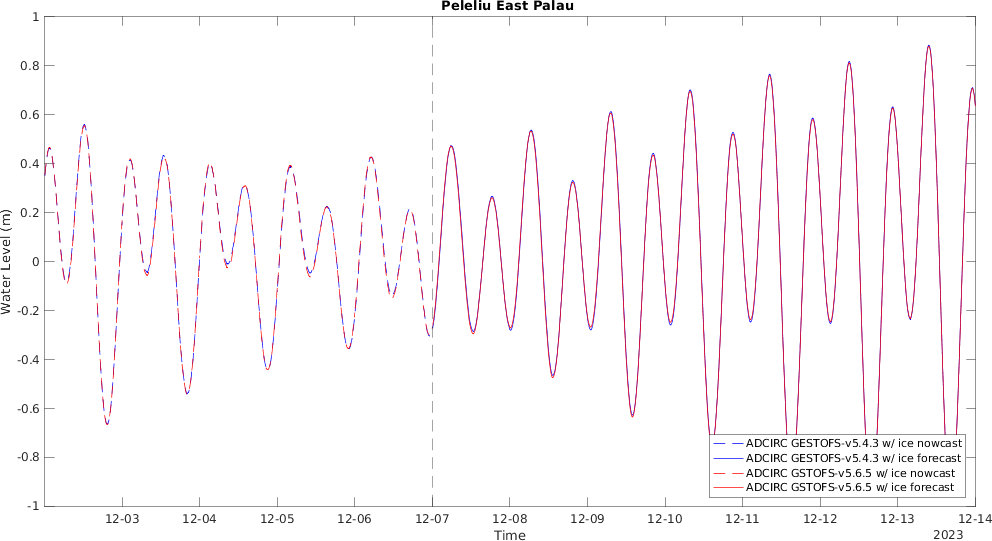 Peleliu East Palau
Water Level (m)
1
0.8
0.6
0.4
0.2
0
-0.2
-0.4
-0.6
-0.8
-1
ADCIRC GESTOFS-v5.4.3 w/ ice nowcast
ADCIRC GESTOFS-v5.4.3 w/ ice forecast
ADCIRC GSTOFS-v5.6.5 w/ ice nowcast
ADCIRC GSTOFS-v5.6.5 w/ ice forecast
12-03 12-04 12-05 12-06 12-07 12-08 12-09 12-10 12-11 12-12 12-13 12-14
Time
2023